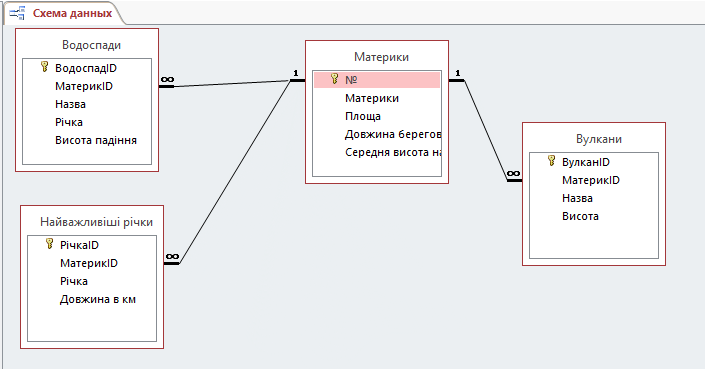 Схема данных
Водоспади
ВодоспадID
МатерикID
Назва
Річка
Висота падіння
∞
1
Материки
№
Материки
Площа
Довжина берегов
Середня висота на
1
∞
Вулкани
ВулканID
МатерикID
Назва
Висота
Найважливіші річки
РічкаID
МатерикID
Річка
Довжина в км
∞